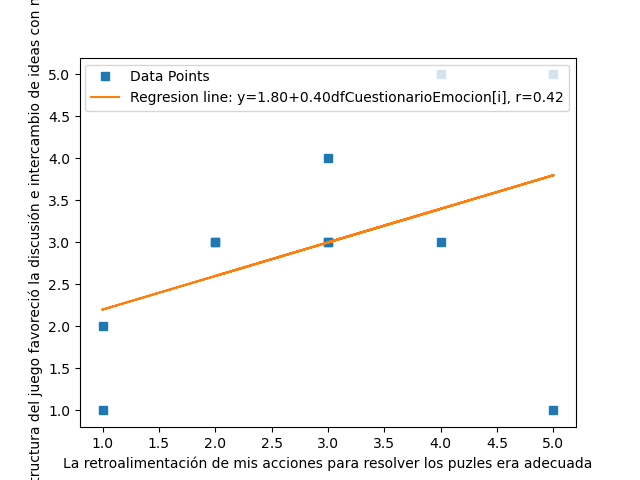 Data Points
Regresion line: y=1.80+0.40dfCuestionarioEmocion[i], r=0.42
5.0
4.5
4.0
3.5
3.0
2.5
2.0
1.5
1.0
del juego favoreció la discusión e intercambio de ideas con
1.0 1.5 2.0 2.5 3.0 3.5 4.0 4.5 5.0
La retroalimentación de mis acciones para resolver los puzles era adecuada